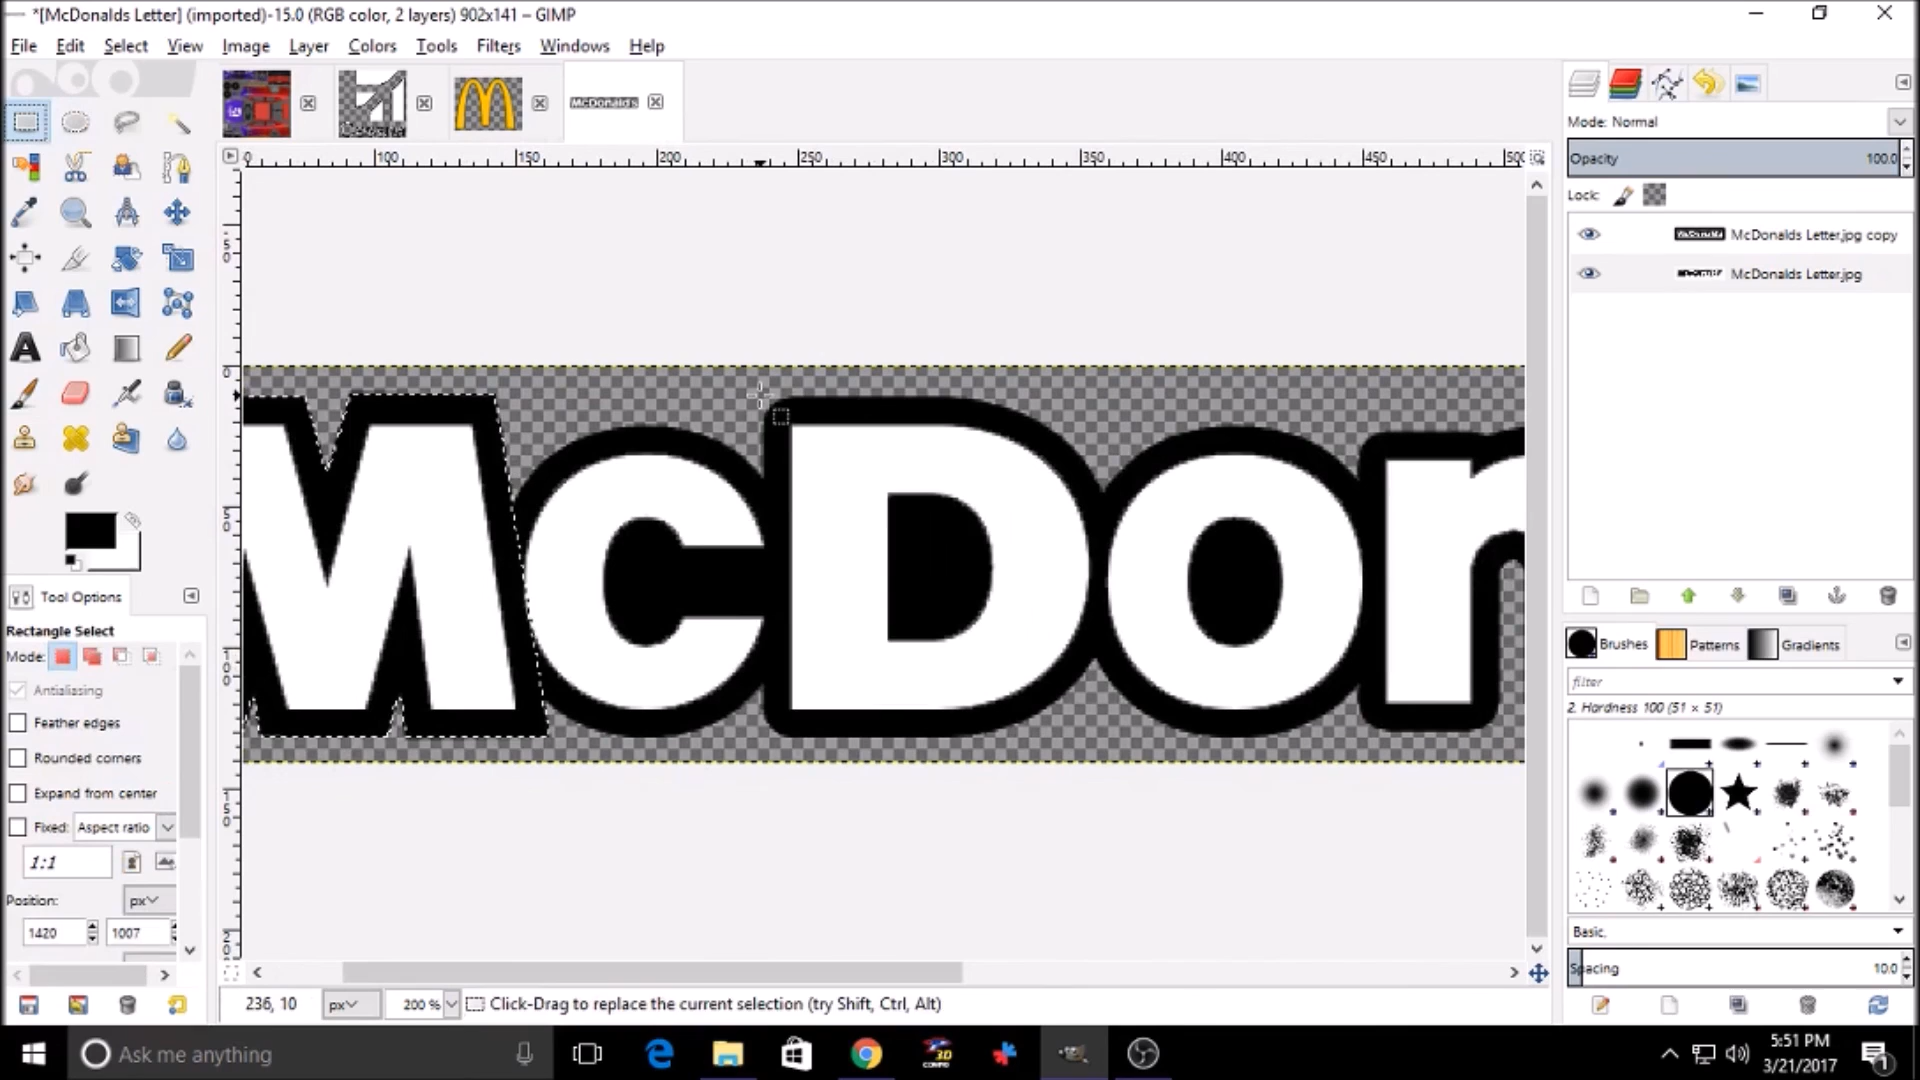 *[McDonalds Letter] (imported)-15.0 (RGB color, 2 layers) 902x141 – GIMP
File Edit Select View Image Layer Colors Tools Filters Windows Help
McDonalds
0 100 150 200 250 300 350 400 450 500
Mode: Normal
Opacity 100.0
Lock:
McDonalds Letter.jpg copy
McDonalds Letter.jpg
McDon
Tool Options
Rectangle Select
Mode:
Antialiasing
Feather edges
Rounded corners
Expand from center
Fixed: Aspect ratio
1:1
Position: px
1420 1007
Brushes Patterns Gradients
filter
2. Hardness 100 (51 × 51)
Basic,
Spacing 10.0
236, 10 px 200 % Click-Drag to replace the current selection (try Shift, Ctrl, Alt)
Ask me anything
3D
5:51 PM
3/21/2017
1